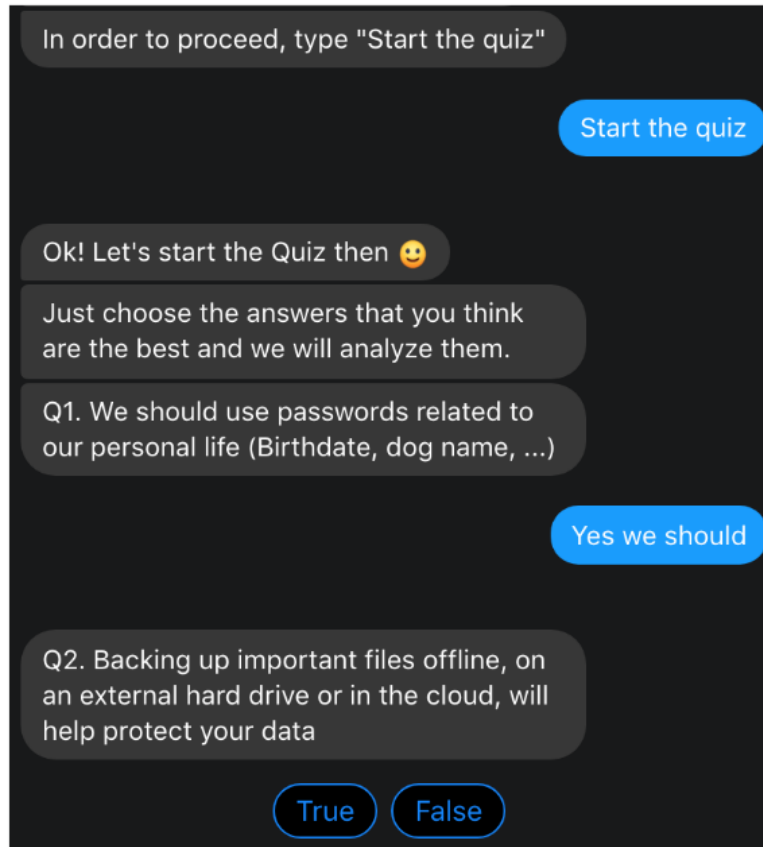 In order to proceed, type "Start the quiz"
Start the quiz
Ok! Let's start the Quiz then 🙂
Just choose the answers that you think
are the best and we will analyze them.
Q1. We should use passwords related to
our personal life (Birthdate, dog name, ...)
Yes we should
Q2. Backing up important files offline, on
an external hard drive or in the cloud, will
help protect your data
True False